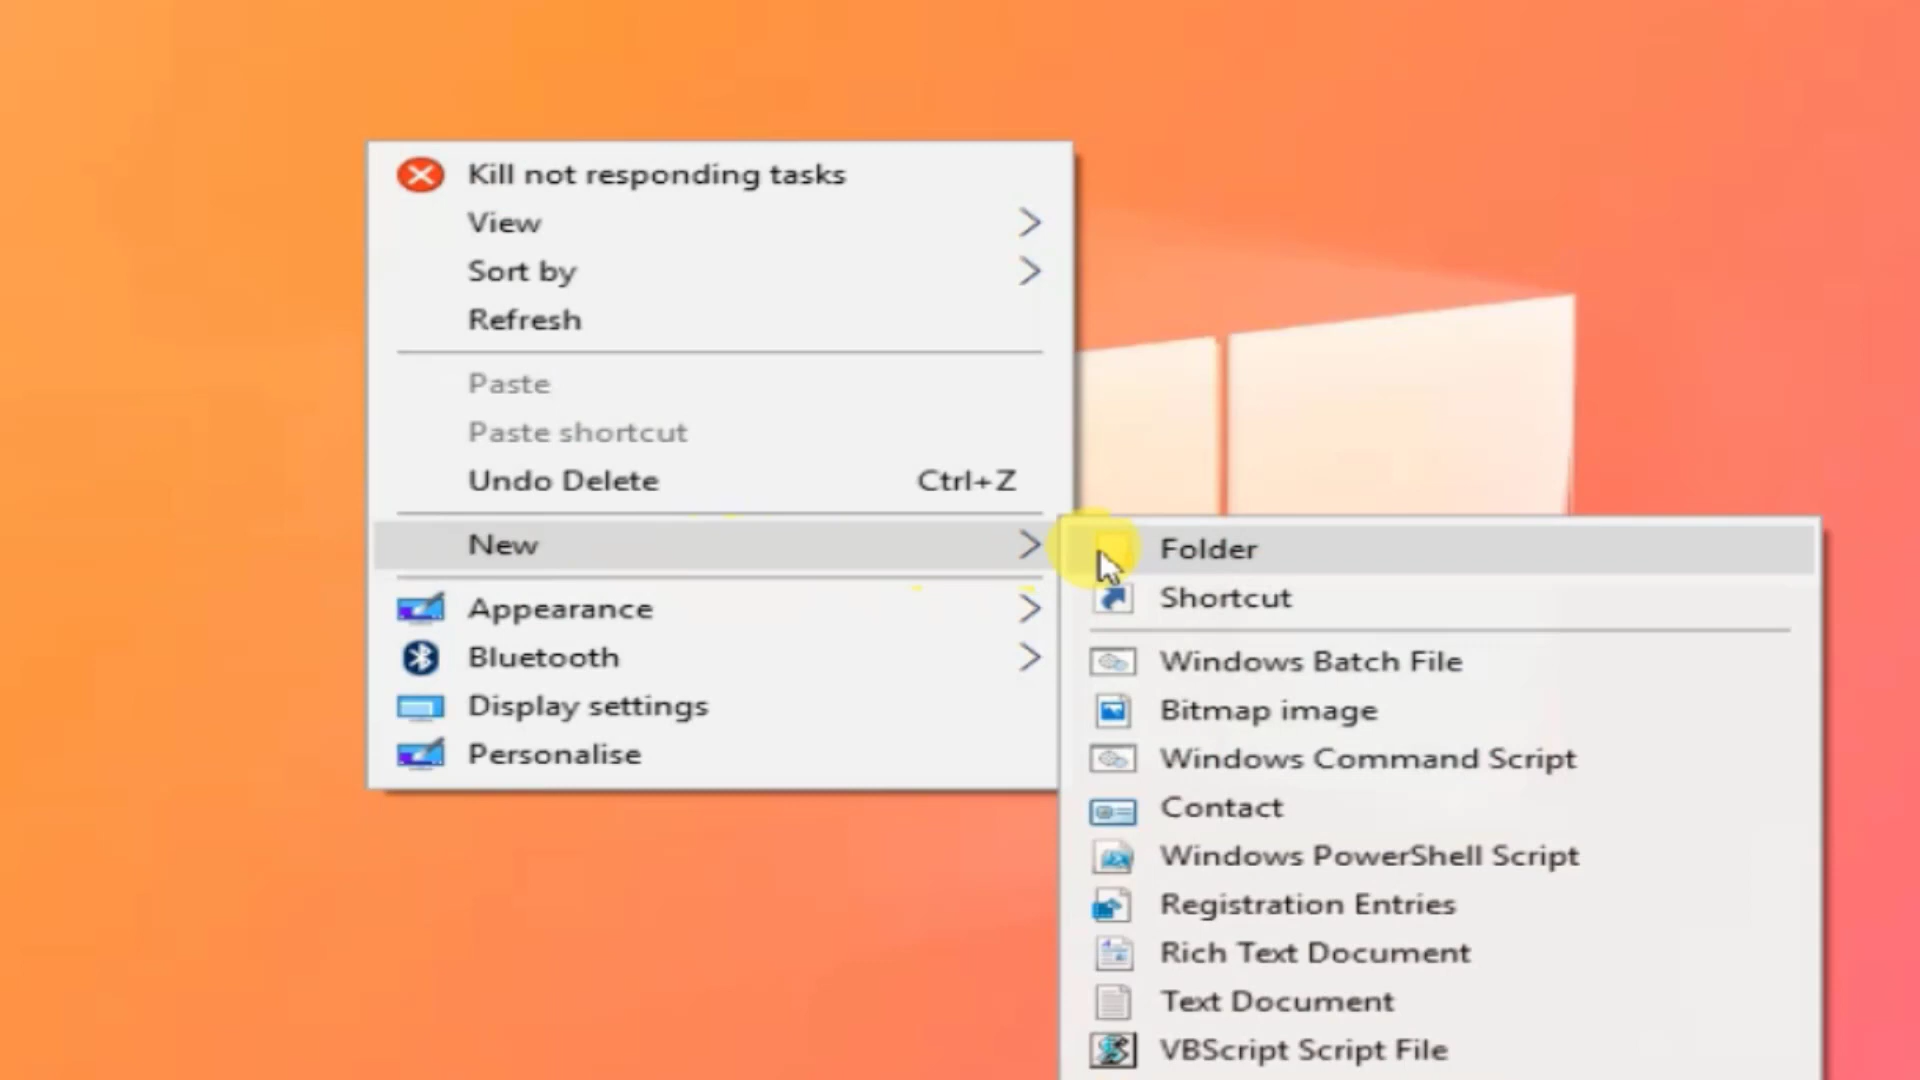 Kill not responding tasks
View
Sort by
Refresh
Paste
Paste shortcut
Undo Delete Ctrl+Z
New
Appearance
Bluetooth
Display settings
Personalise
Folder
Shortcut
Windows Batch File
Bitmap image
Windows Command Script
Contact
Windows PowerShell Script
Registration Entries
Rich Text Document
Text Document
VBScript Script File